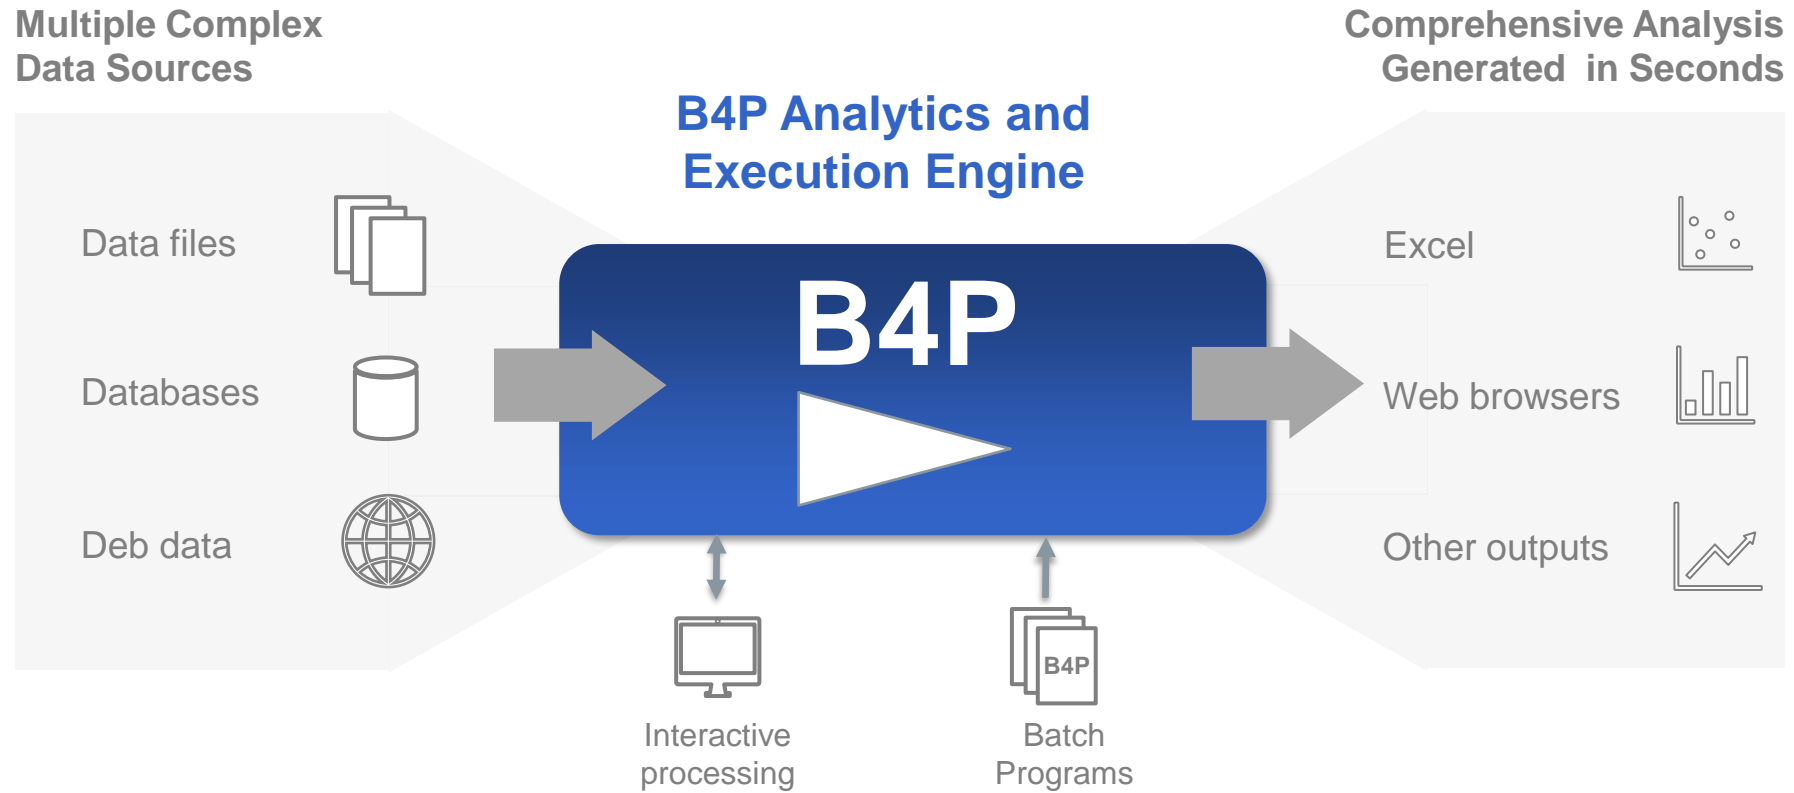 Multiple Complex
Data Sources
Comprehensive Analysis
Generated in Seconds
B4P Analytics and
Execution Engine
Data files
Databases
Deb data
B4P
Excel
Web browsers
Other outputs
B4P
Interactive
processing
Batch
Programs